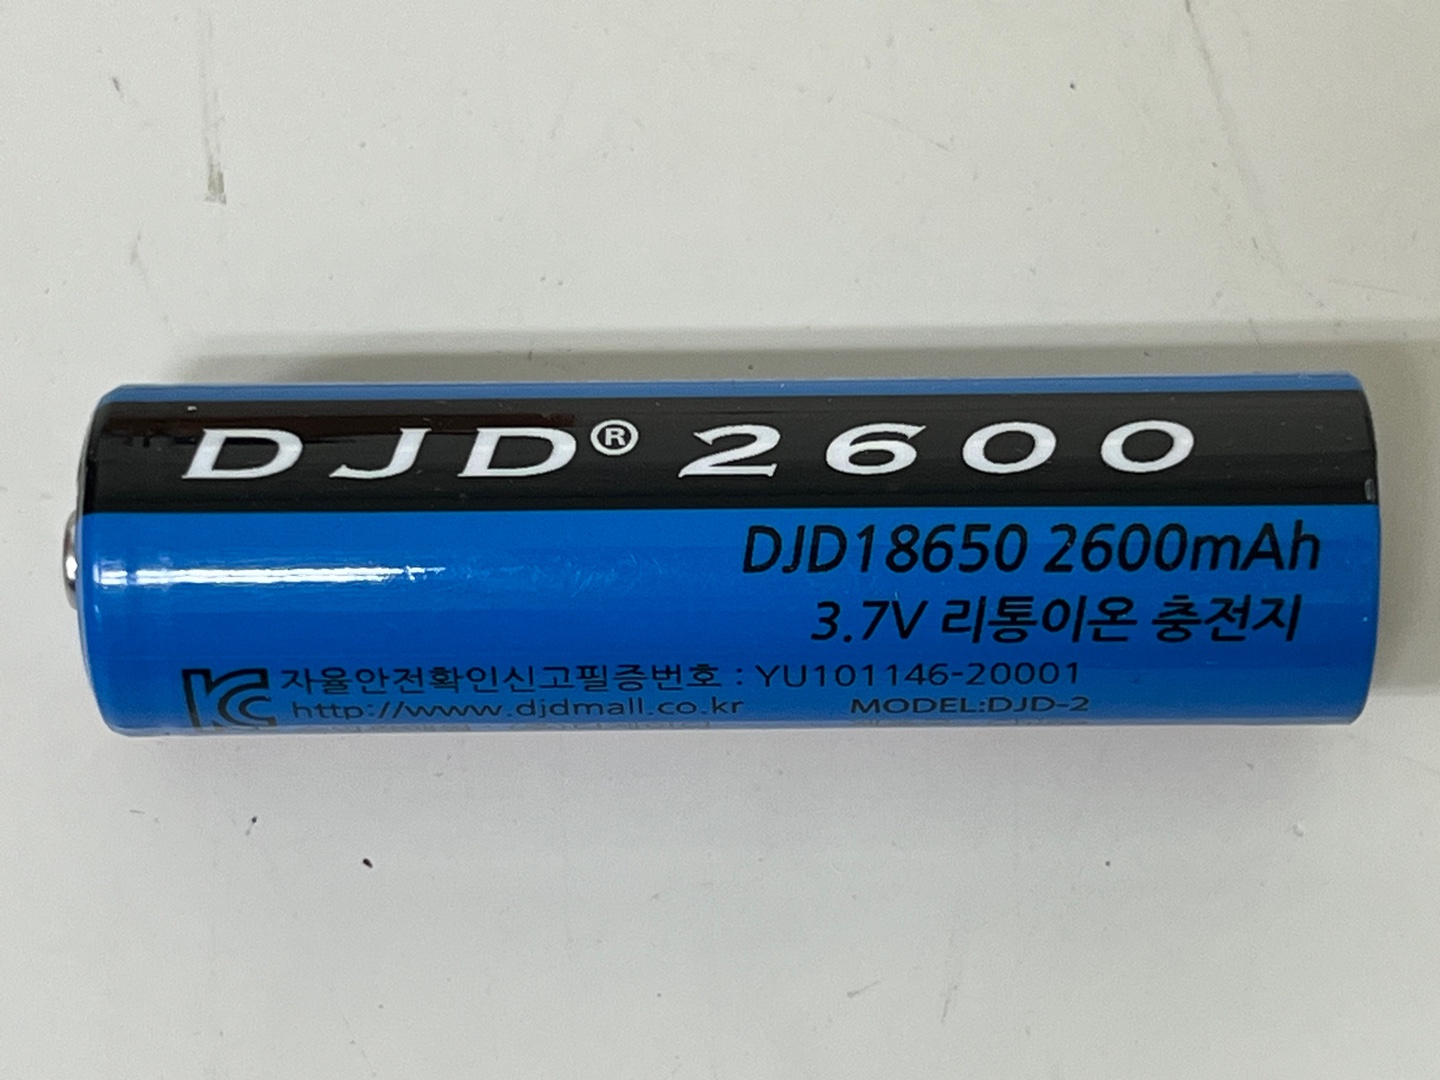 DJD® 2600
DJD18650 2600mAh
3.7V 리튬이온 충전지
KC 자율안전확인신고필증번호 : YU101146-20001
http://www.djdmall.co.kr MODEL:DJD-2